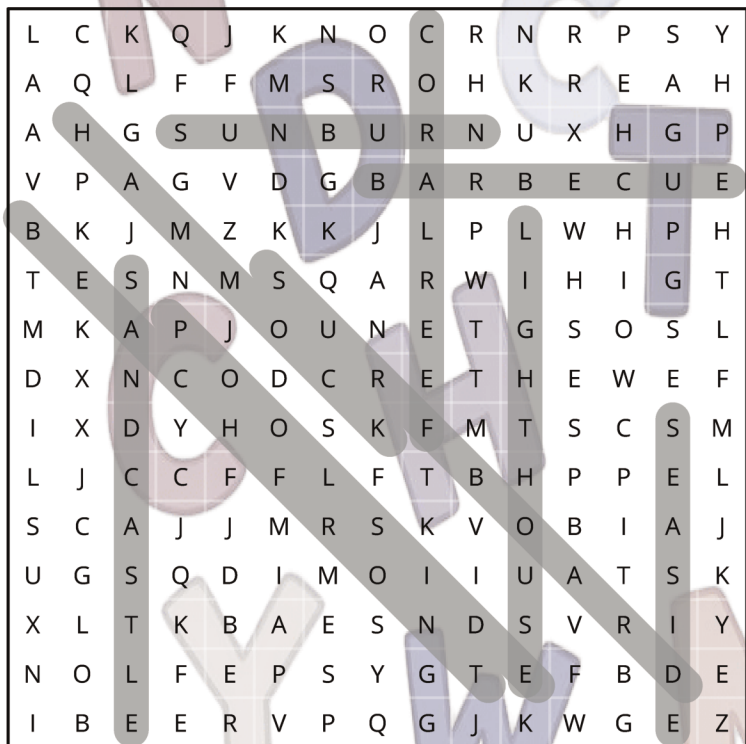 L C K Q J K N O C R N R P S Y
A Q L F F M S R O H K R E A H
A H G S U N B U R N U X H G P
V P A G V D G B A R B E C U E
B K J M Z K K J L P L W H P H
T E S N M S Q A R W I H I G T
M K A P J O U N E T G S O S L
D X N C O D C R E T H E W E F
I X D Y H O S K F M T S C S M
L J C C F F L F T B H P P E L
S C A J J M R S K V O B I A J
U G S Q D I M O I I U A T S K
X L T K B A E S N D S V R I Y
N O L F E P S Y G T E F B D E
I B E E R V P Q G J K W G E Z